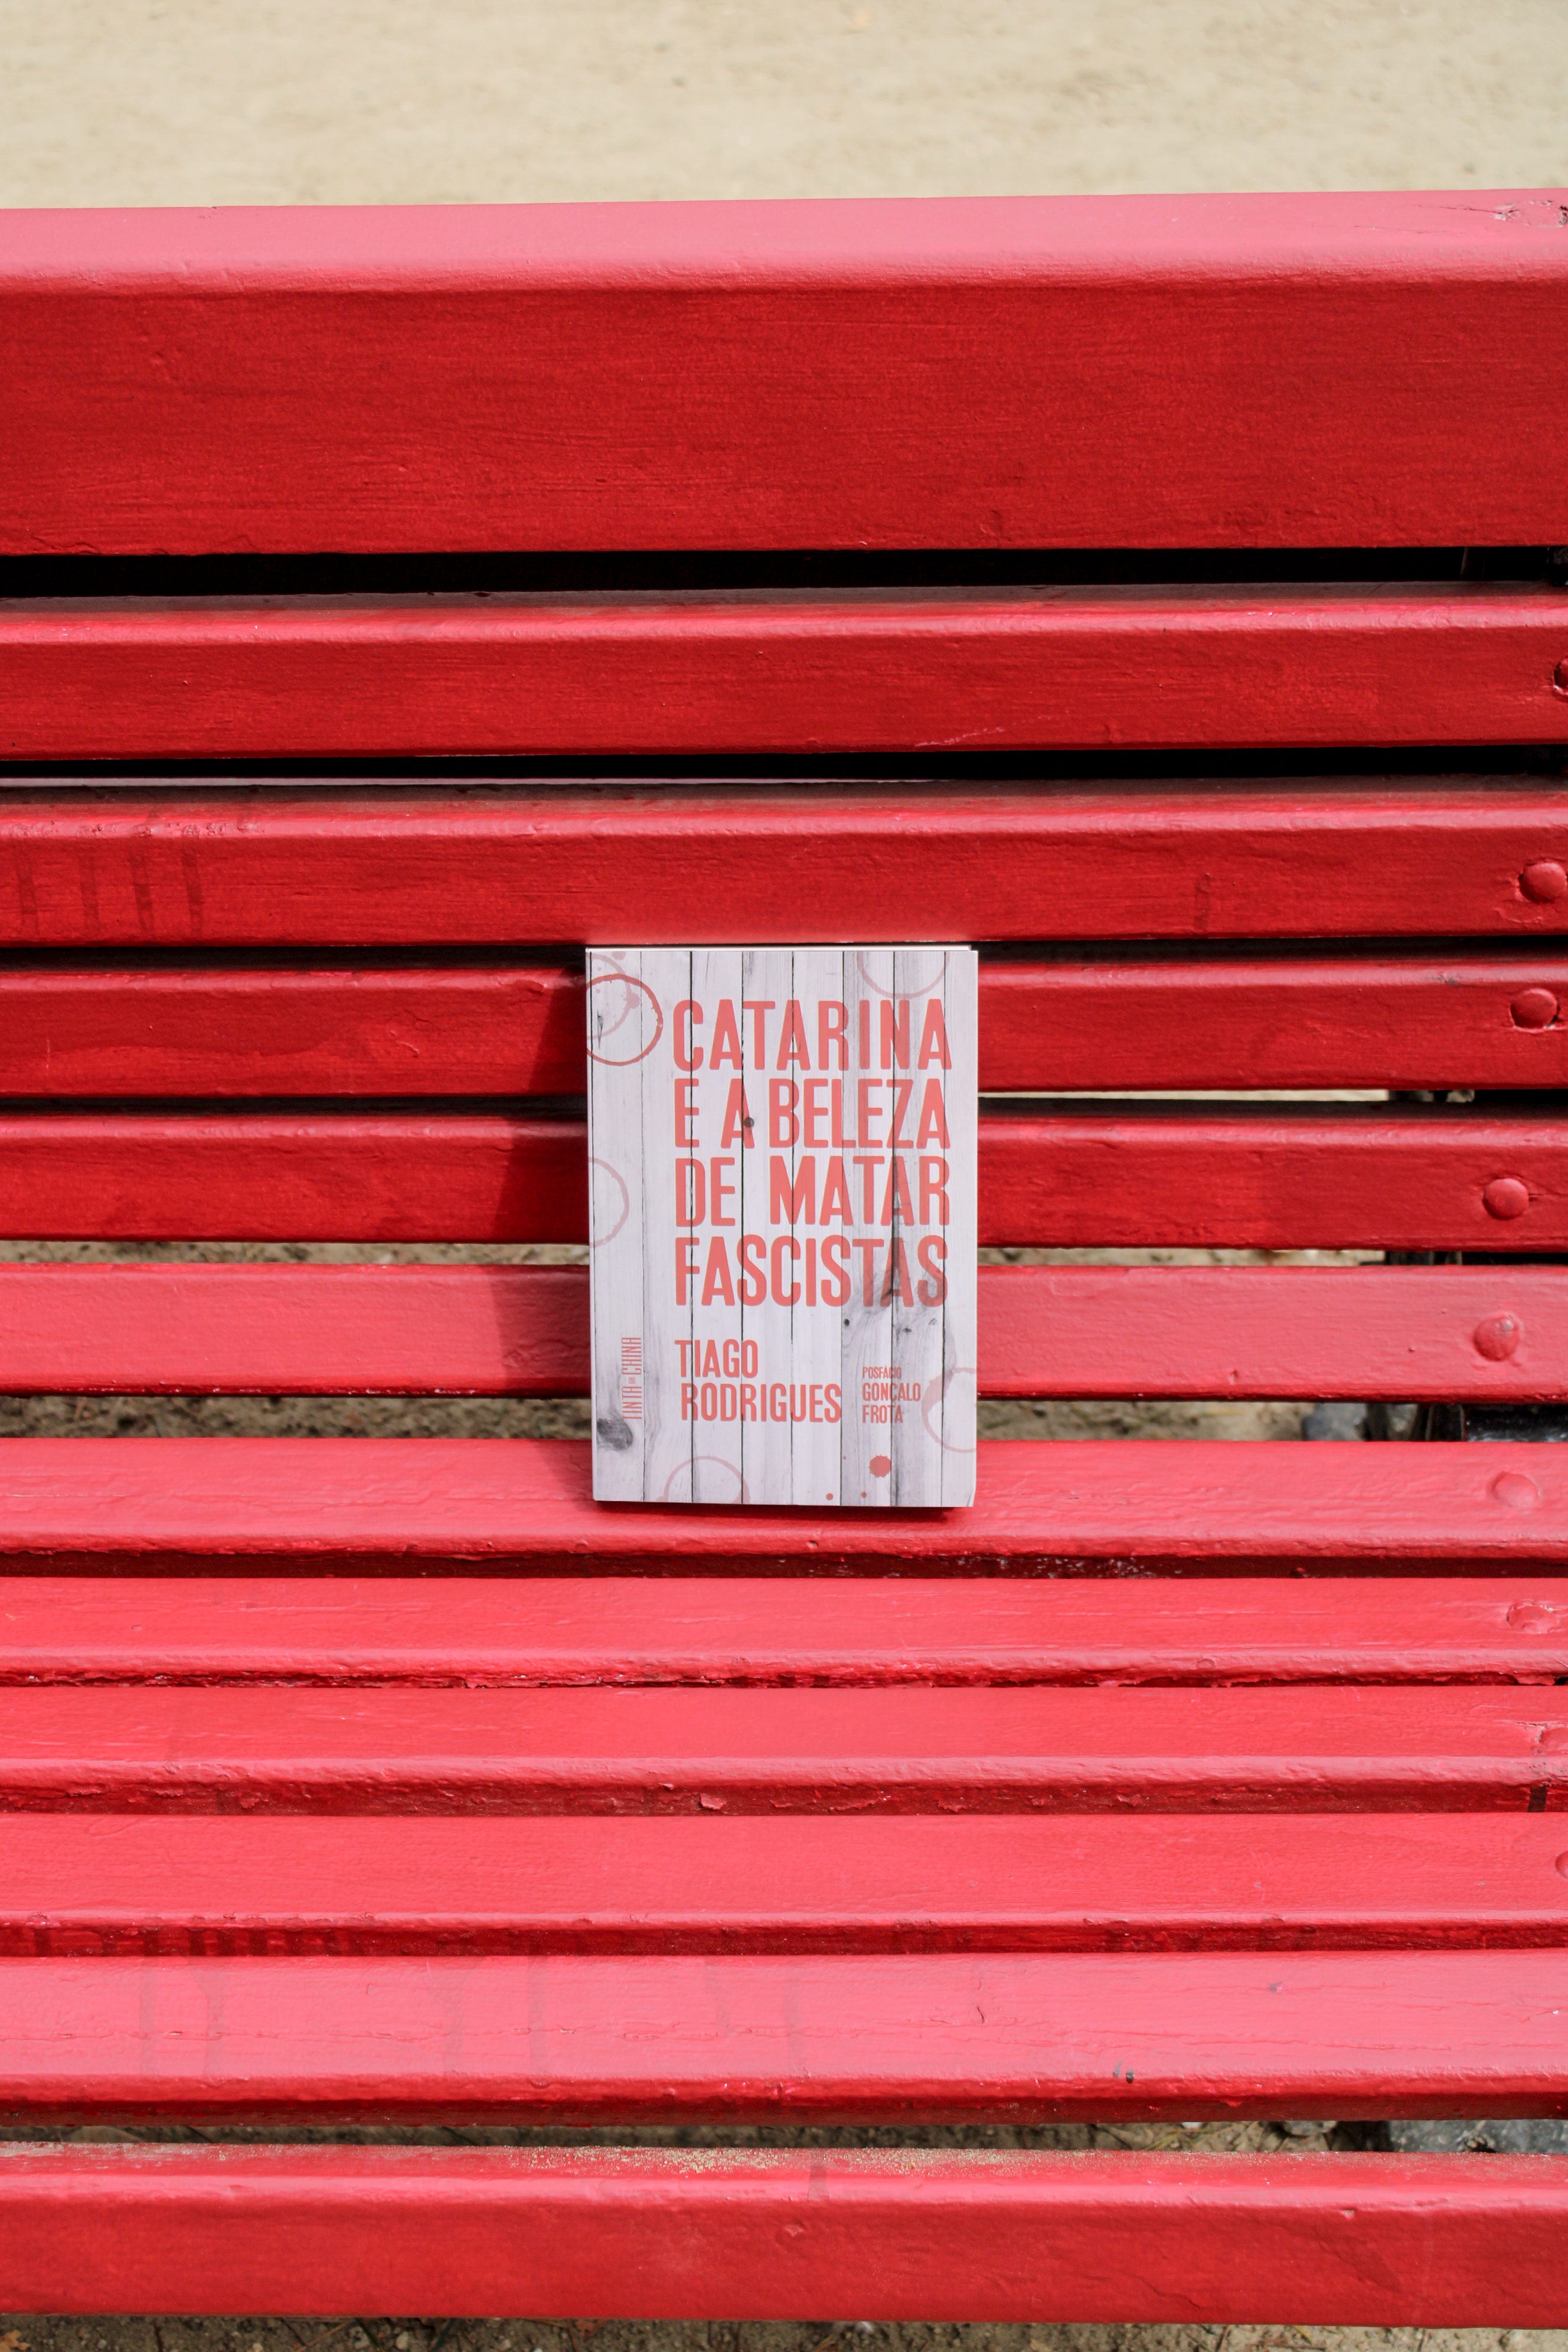 CATARINA
E A BELEZA
DE MATAR
FASCISTAS
TIAGO
RODRIGUES
POSFÁCIO
GONÇALO
FROTA
TINTA DA CHINA